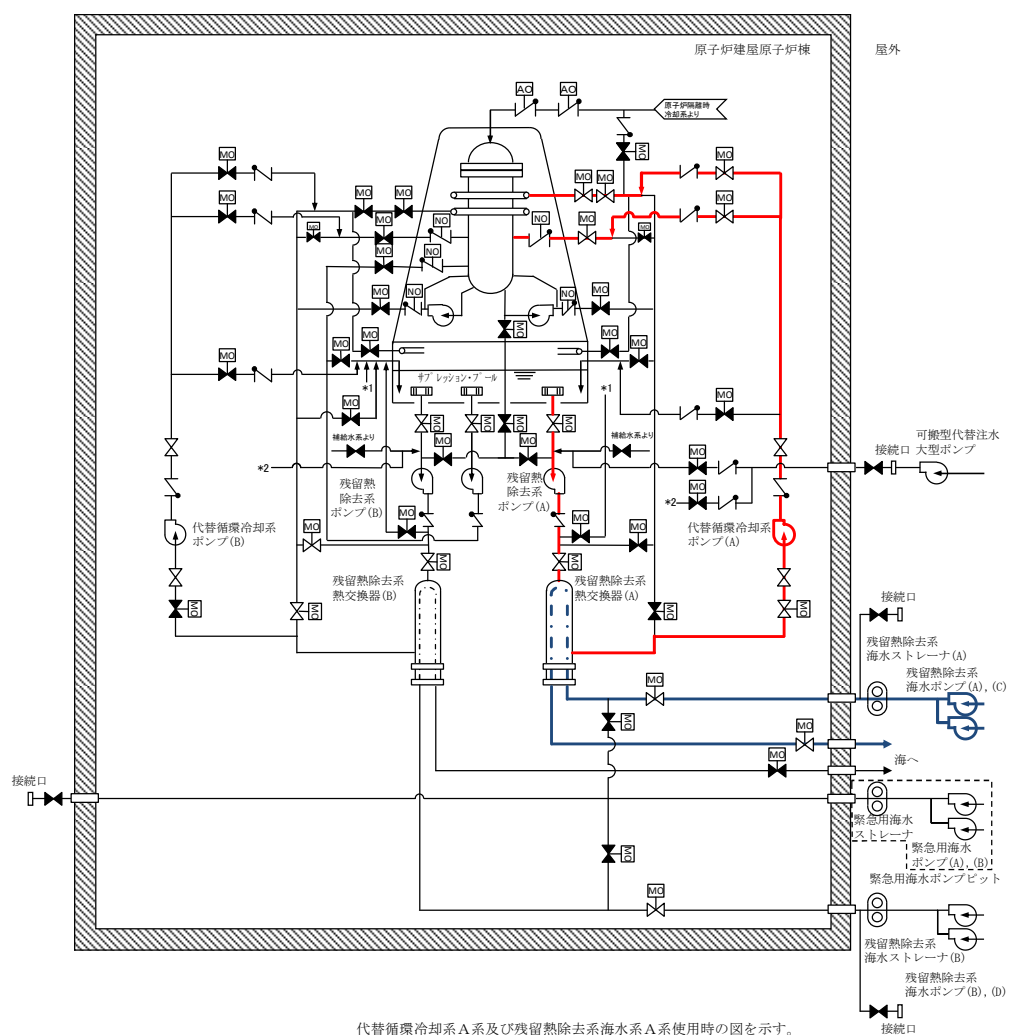 原子炉建屋原子炉棟
屋外
AO
AO
原子炉隔離時
冷却系より
MO
MO
MO
MO
MO
MO
MO
MO
MO
MO
NO
NO
MO
MO
MO
MO
MO
NO
MO
NO
NO
MO
MO
MO
MO
MO
MO
MO
MO
サプレッション・プール
*1
*1
MO
MO
MO
MO
MO
MO
MO
補給水系より
補給水系より
MO
MO
MO
*2
MO
*2
接続口
可搬型代替注水
大型ポンプ
残留熱
除去系
ポンプ(B)
残留熱
除去系
ポンプ(A)
代替循環冷却系
ポンプ(B)
代替循環冷却系
ポンプ(A)
MO
MO
MO
MO
MO
MO
残留熱除去系
熱交換器(B)
残留熱除去系
熱交換器(A)
MO
MO
MO
MO
接続口
残留熱除去系
海水ストレーナ(A)
残留熱除去系
海水ポンプ(A),(C)
MO
MO
MO
MO
海へ
接続口
緊急用海水
ストレーナ
緊急用海水
ポンプ(A),(B)
緊急用海水ポンプピット
MO
MO
残留熱除去系
海水ストレーナ(B)
残留熱除去系
海水ポンプ(B),(D)
接続口
代替循環冷却系A系及び残留熱除去系海水系A系使用時の図を示す。